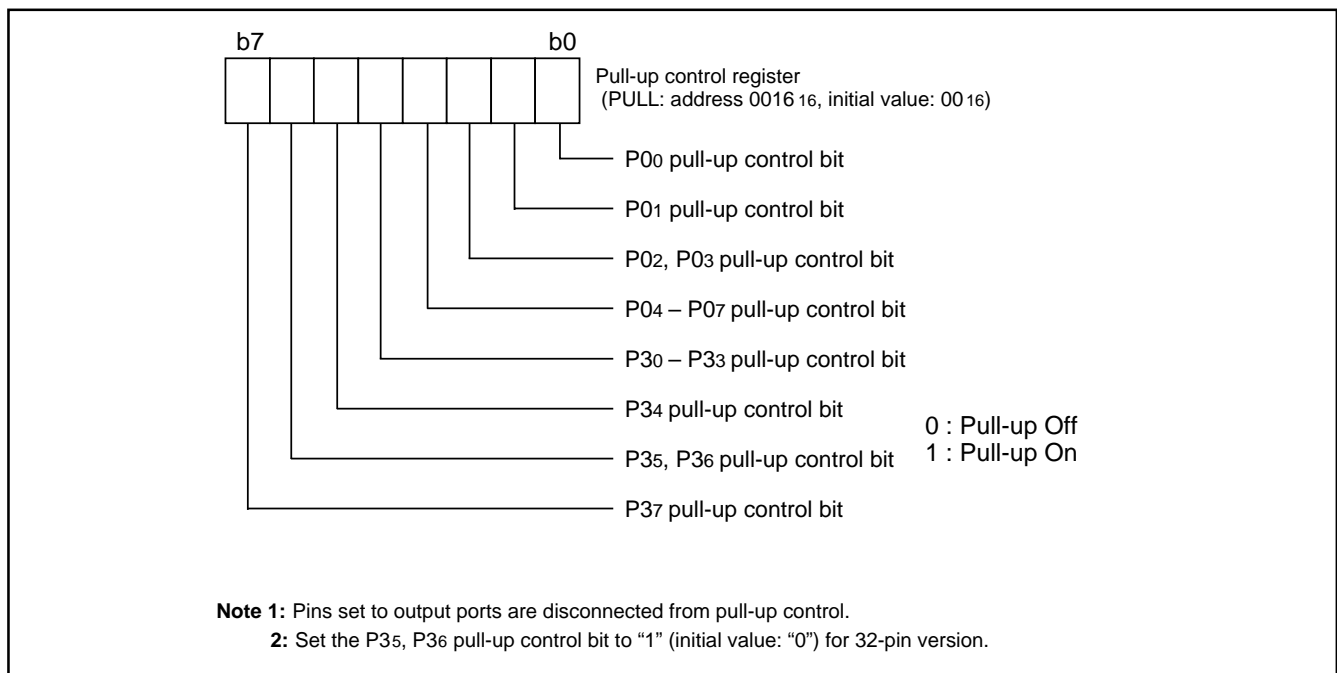 b7 b0
Pull-up control register
(PULL: address 0016 16, initial value: 00 16)
P00 pull-up control bit
P01 pull-up control bit
P02, P03 pull-up control bit
P04 – P07 pull-up control bit
P30 – P33 pull-up control bit
P34 pull-up control bit
P35, P36 pull-up control bit
P37 pull-up control bit
0 : Pull-up Off
1 : Pull-up On
Note 1: Pins set to output ports are disconnected from pull-up control.
2: Set the P35, P36 pull-up control bit to “1” (initial value: “0”) for 32-pin version.